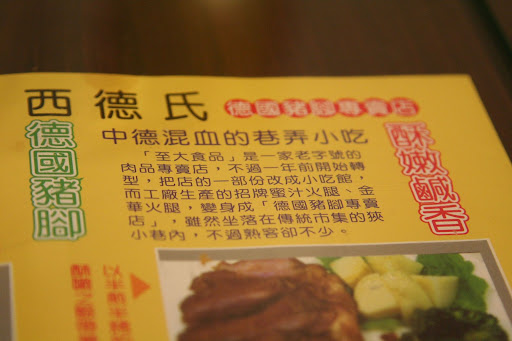 西德氏 德國豬腳專賣店
德國豬腳
中德混血的巷弄小吃
酥嫩鹹香
「至大食品」是一家老字號的
肉品專賣店，不過一年前開始轉
型，把店的一部份改成小吃館，
而工廠生產的招牌蜜汁火腿、金
華火腿，變身成「德國豬腳專賣
店」，雖然坐落在傳統市集的狹
小巷內，不過熟客卻不少。